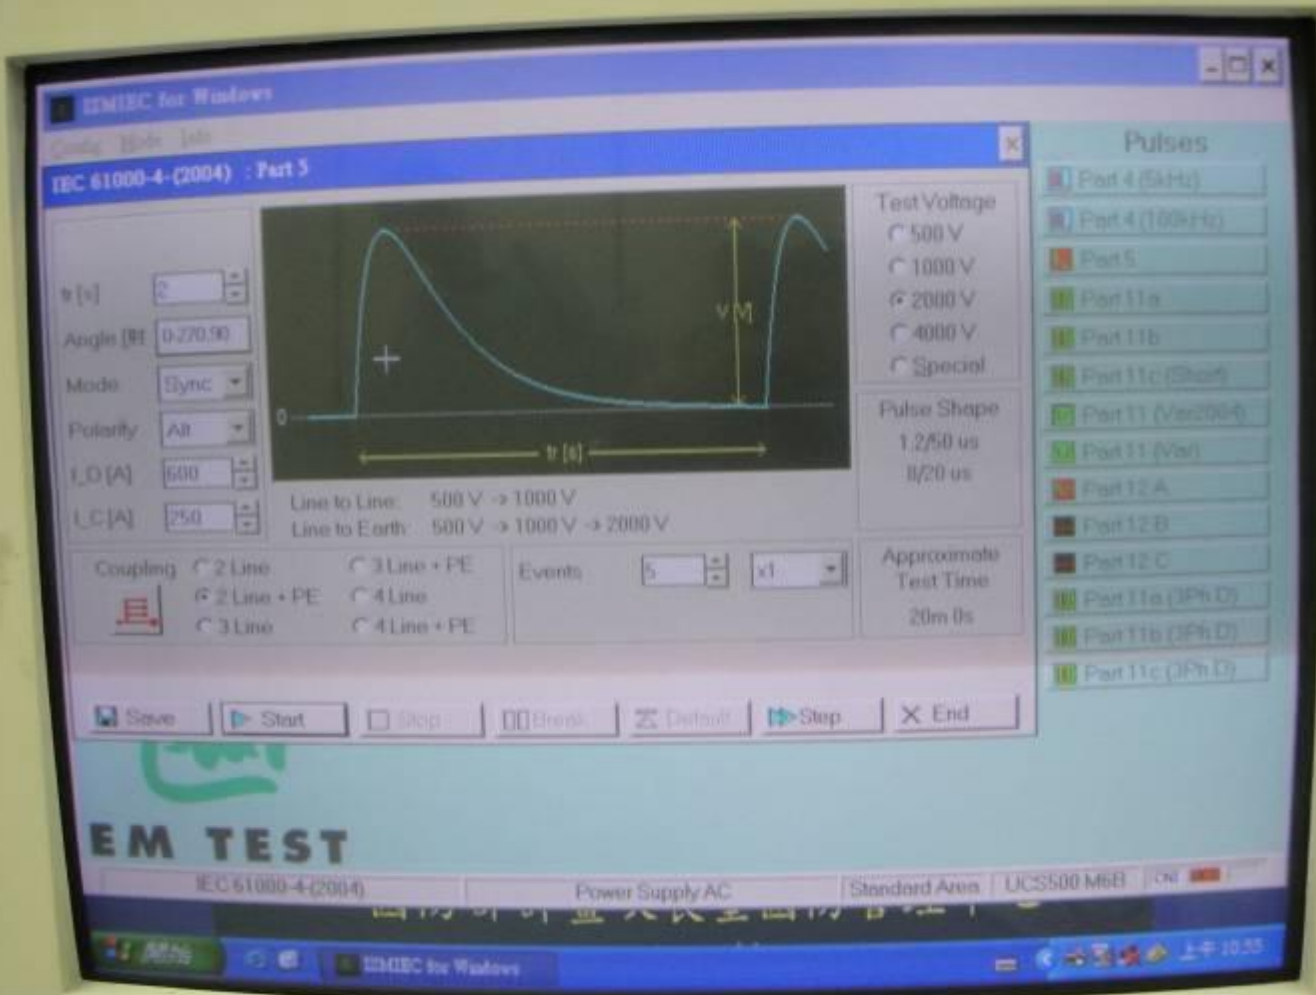 for Windows
Config Mode Info
IEC 61000-4-(2004) : Part 5
tr [s] 2
Angle 0-270,90
Mode Sync
Polarity Alt
I_O [A] 600
I_C [A] 250
0
V [V]
tr [s]
Line to Line: 500 V -> 1000 V
Line to Earth: 500 V -> 1000 V -> 2000 V
Test Voltage
500 V
1000 V
2000 V
4000 V
Special
Pulse Shape
1.2/50 us
8/20 us
Coupling
2 Line
2 Line + PE
3 Line
3 Line + PE
4 Line
4 Line + PE
Events 5 x1
Approximate
Test Time
20m 0s
Save Start Stop Break Default Step End
Pulses
Part 4 (5kHz)
Part 4 (100kHz)
Part 5
Part 11a
Part 11b
Part 11c (Short)
Part 11 (Var2004)
Part 11 (Var)
Part 12 A
Part 12 B
Part 12 C
Part 11a (3Ph D)
Part 11b (3Ph D)
Part 11c (3Ph D)
EM TEST
IEC 61000-4-(2004) Power Supply AC Standard Area UCS500 M6B
開始 for Windows 上午 10:55